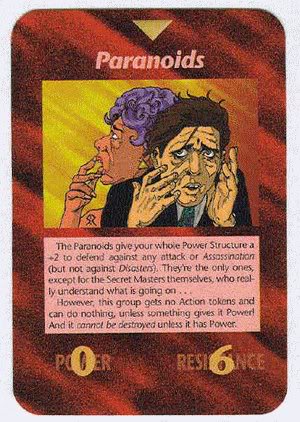 Paranoids
The Paranoids give your whole Power Structure a
+2 to defend against any attack or Assassination
(but not against Disasters). They're the only ones,
except for the Secret Masters themselves, who real-
ly understand what is going on . . .
However, this group gets no Action tokens and
can do nothing, unless something gives it Power!
And it cannot be destroyed unless it has Power.
POWER 0 RESISTANCE 6